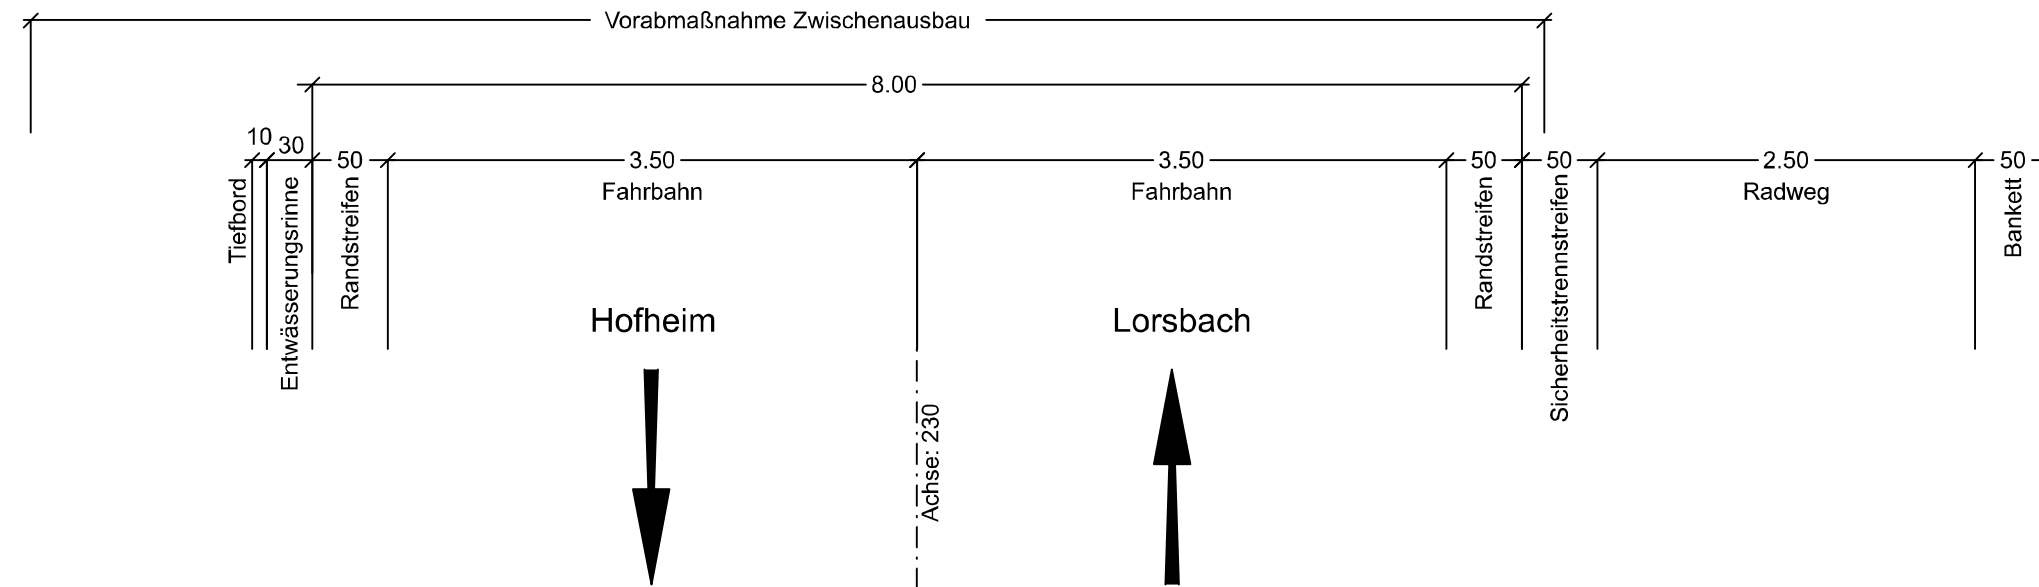 Vorabmaßnahme Zwischenausbau
8.00
10
30
50
3.50
3.50
50
50
2.50
50
Tiefbord
Entwässerungsrinne
Randstreifen
Fahrbahn
Fahrbahn
Randstreifen
Sicherheitstrennstreifen
Radweg
Bankett
Hofheim
Lorsbach
Achse: 230